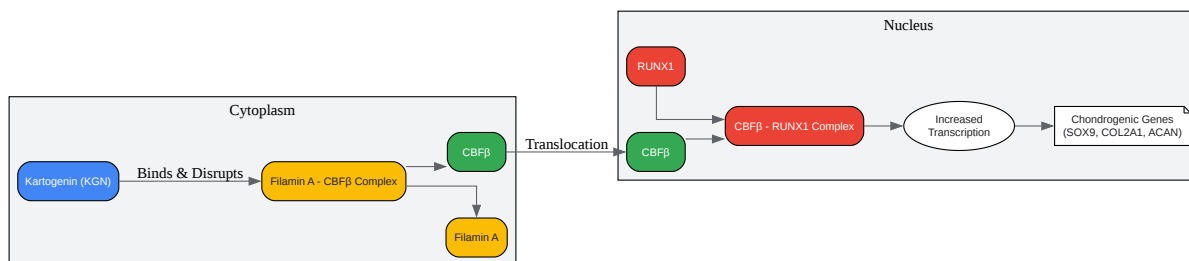 Cytoplasm
Kartogenin (KGN)
Binds & Disrupts
Filamin A - CBFβ Complex
CBFβ
Filamin A
Translocation
Nucleus
RUNX1
CBFβ
CBFβ - RUNX1 Complex
Increased
Transcription
Chondrogenic Genes
(SOX9, COL2A1, ACAN)